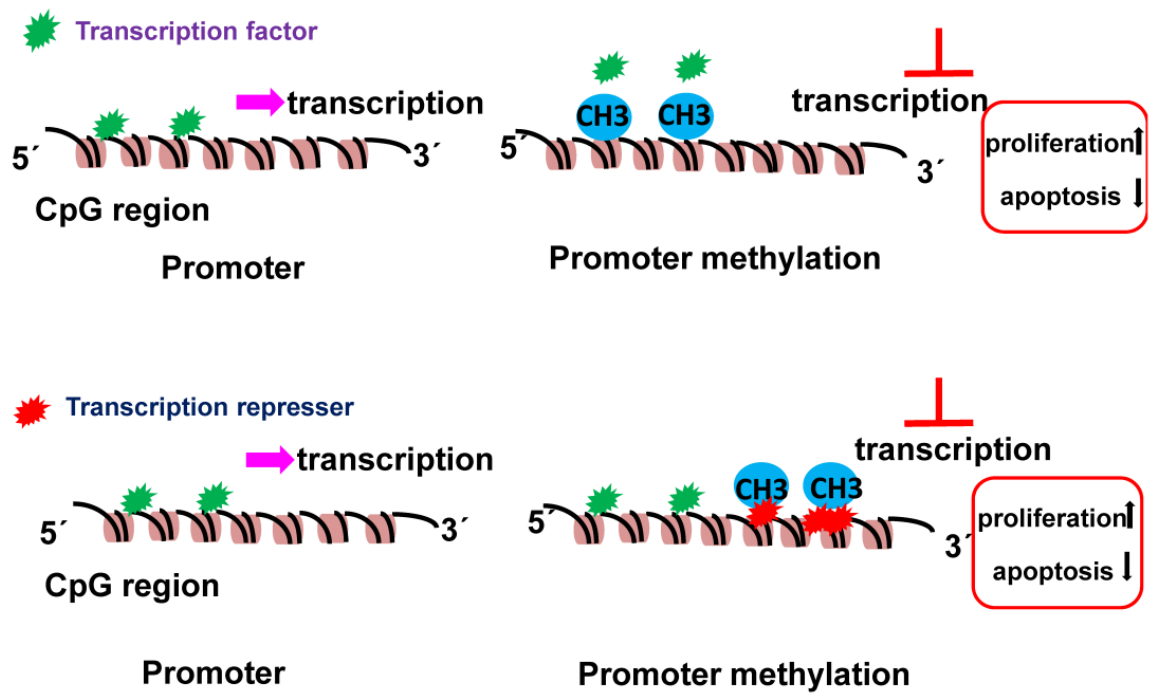 Transcription factor
transcription
5´
3´
CpG region
Promoter
CH3
CH3
transcription
5´
3´
proliferation
apoptosis
Promoter methylation
Transcription represser
transcription
5´
3´
CpG region
Promoter
CH3
CH3
transcription
5´
3´
proliferation
apoptosis
Promoter methylation